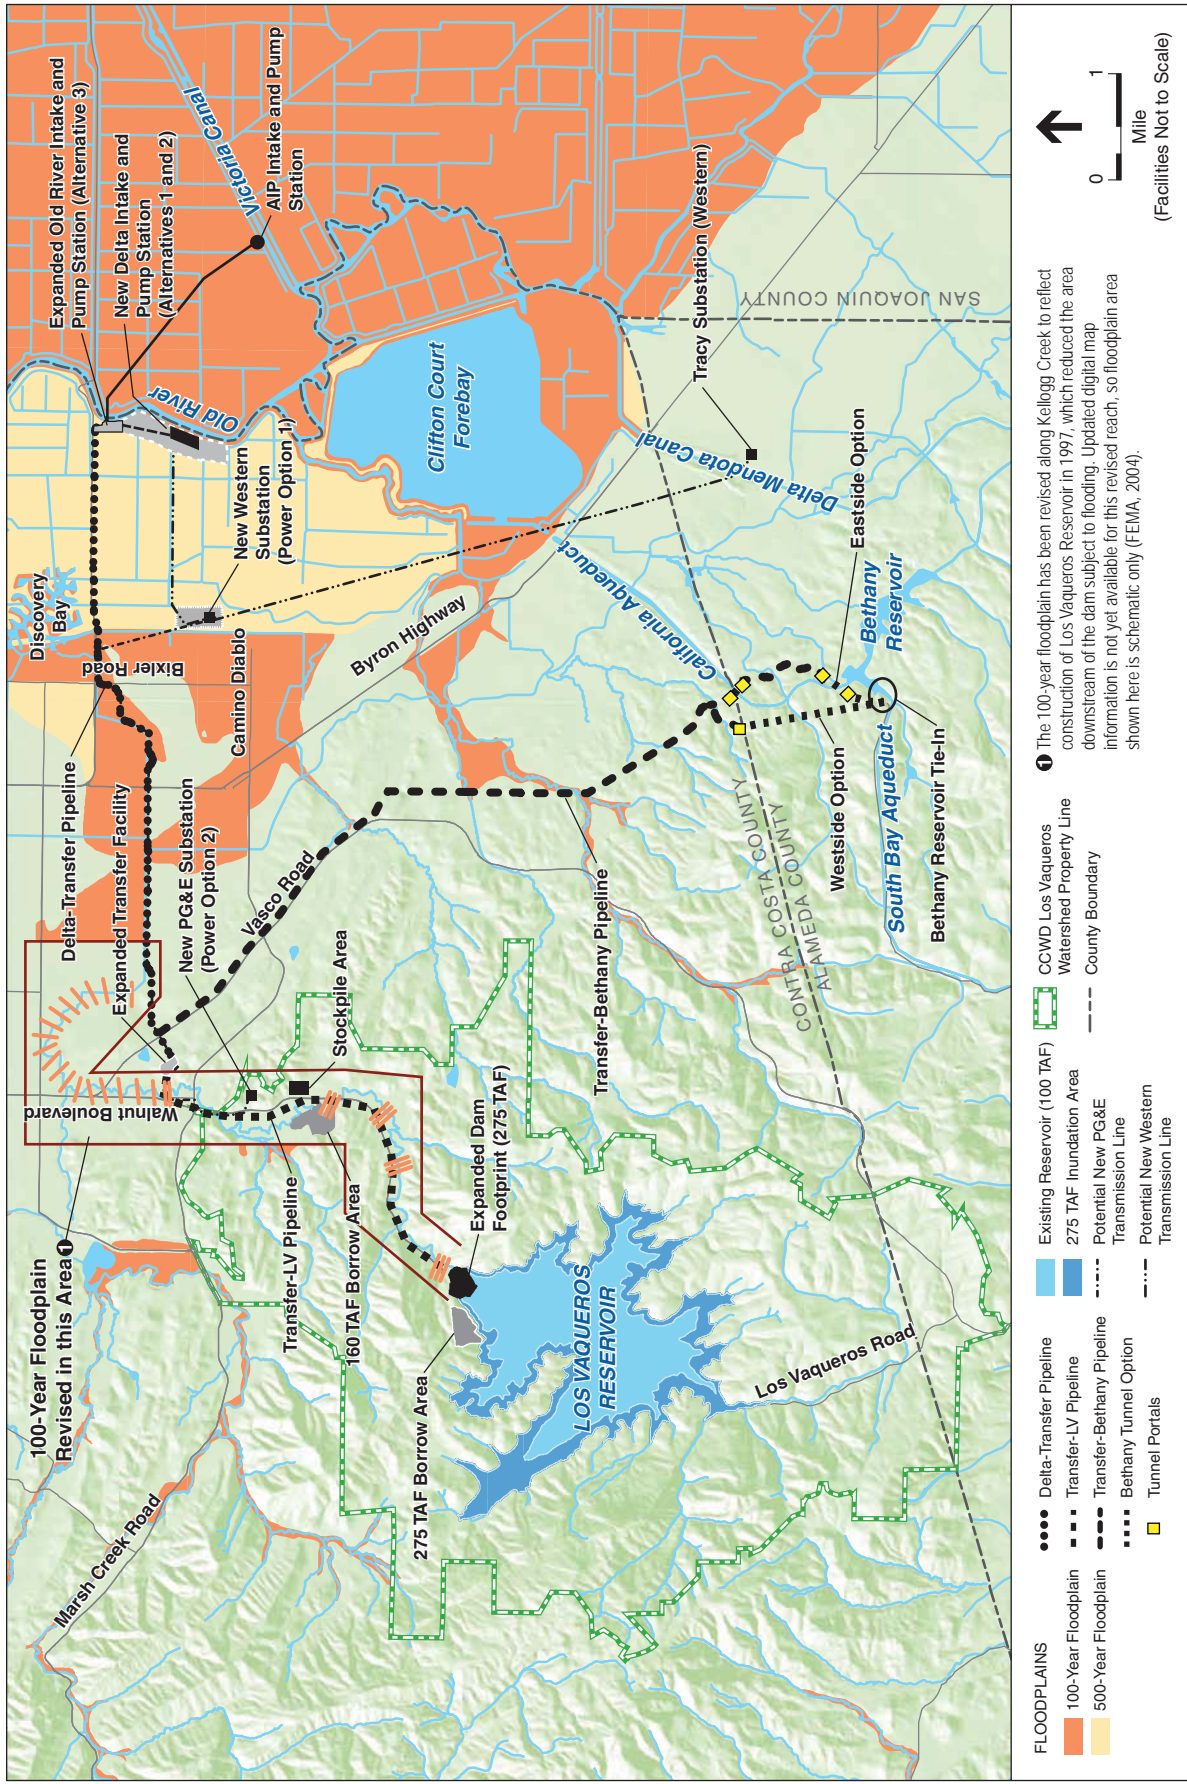 100-Year Floodplain
Revised in this Area 1
Marsh Creek Road
Walnut Boulevard
Delta-Transfer Pipeline
Expanded Transfer Facility
New PG&E Substation
(Power Option 2)
Stockpile Area
Transfer-LV Pipeline
160 TAF Borrow Area
275 TAF Borrow Area
Expanded Dam
Footprint (275 TAF)
LOS VAQUEROS
RESERVOIR
Los Vaqueros Road
Vasco Road
Camino Diablo
Bixler Road
Discovery
Bay
Byron Highway
New Western
Substation
(Power Option 1)
Old River
Expanded Old River Intake and
Pump Station (Alternative 3)
New Delta Intake and
Pump Station
(Alternatives 1 and 2)
Victoria Canal
AIP Intake and Pump
Station
Clifton Court
Forebay
Tracy Substation (Western)
Delta Mendota Canal
California Aqueduct
SAN JOAQUIN COUNTY
CONTRA COSTA COUNTY
ALAMEDA COUNTY
Transfer-Bethany Pipeline
Westside Option
Eastside Option
Bethany
Reservoir
South Bay Aqueduct
Bethany Reservoir Tie-In
FLOODPLAINS
100-Year Floodplain
500-Year Floodplain
Delta-Transfer Pipeline
Transfer-LV Pipeline
Transfer-Bethany Pipeline
Bethany Tunnel Option
Tunnel Portals
Existing Reservoir (100 TAF)
275 TAF Inundation Area
Potential New PG&E
Transmission Line
Potential New Western
Transmission Line
CCWD Los Vaqueros
Watershed Property Line
County Boundary
1 The 100-year floodplain has been revised along Kellogg Creek to reflect
construction of Los Vaqueros Reservoir in 1997, which reduced the area
downstream of the dam subject to flooding. Updated digital map
information is not yet available for this revised reach, so floodplain area
shown here is schematic only (FEMA, 2004).
0 1
Mile
(Facilities Not to Scale)